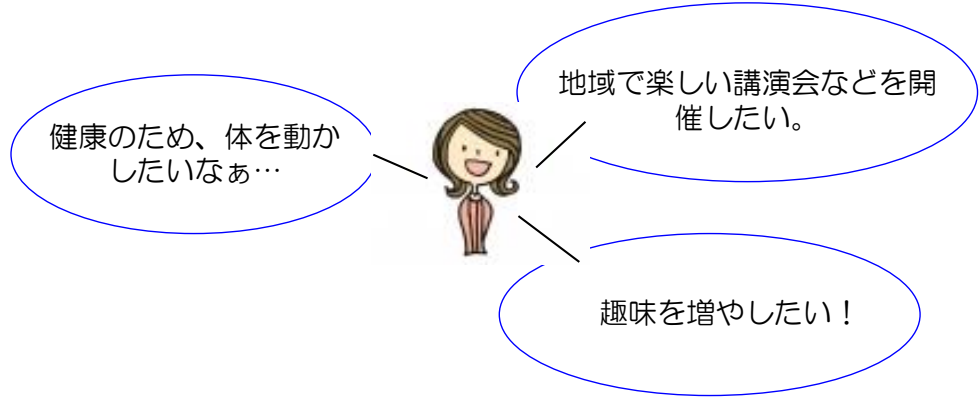 健康のため、体を動か
したいなぁ…
地域で楽しい講演会などを開
催したい。
趣味を増やしたい！